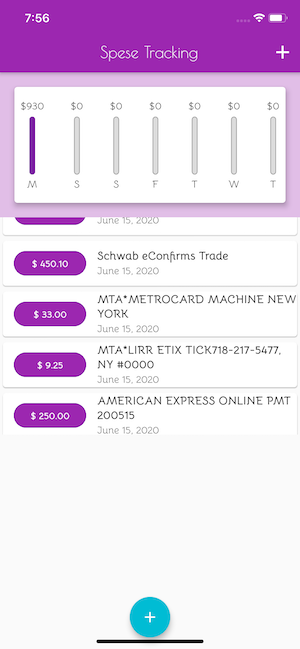 7:56
Spese Tracking
+
$930 $0 $0 $0 $0 $0 $0
M S S F T W T
June 15, 2020
$ 450.10
Schwab eConfirms Trade
June 15, 2020
$ 33.00
MTA*METROCARD MACHINE NEW
YORK
June 15, 2020
$ 9.25
MTA*LIRR ETIX TICK718-217-5477,
NY #0000
June 15, 2020
$ 250.00
AMERICAN EXPRESS ONLINE PMT
200515
June 15, 2020
+